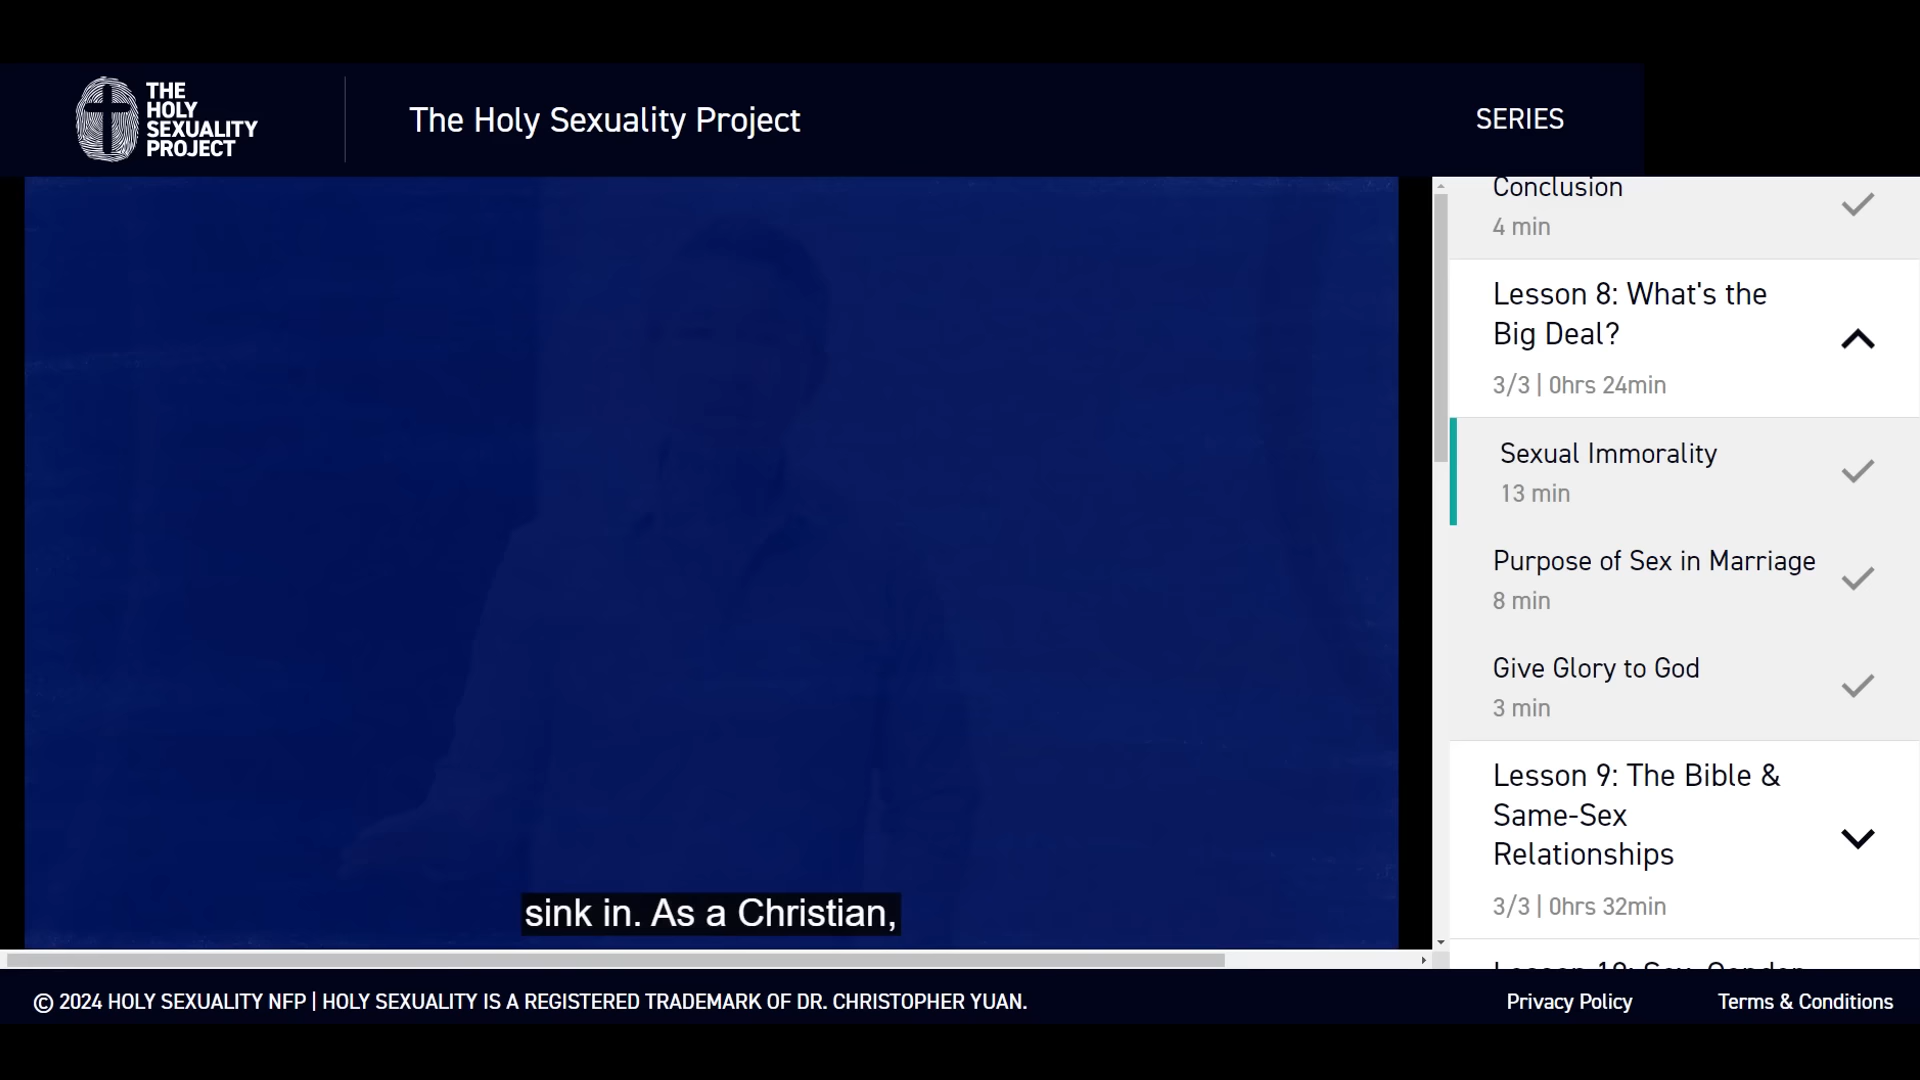 THE
HOLY
SEXUALITY
PROJECT
The Holy Sexuality Project
SERIES
Conclusion
4 min
Lesson 8: What's the
Big Deal?
3/3 | 0hrs 24min
Sexual Immorality
13 min
Purpose of Sex in Marriage
8 min
Give Glory to God
3 min
Lesson 9: The Bible &
Same-Sex
Relationships
3/3 | 0hrs 32min
sink in. As a Christian,
© 2024 HOLY SEXUALITY NFP | HOLY SEXUALITY IS A REGISTERED TRADEMARK OF DR. CHRISTOPHER YUAN.
Privacy Policy
Terms & Conditions